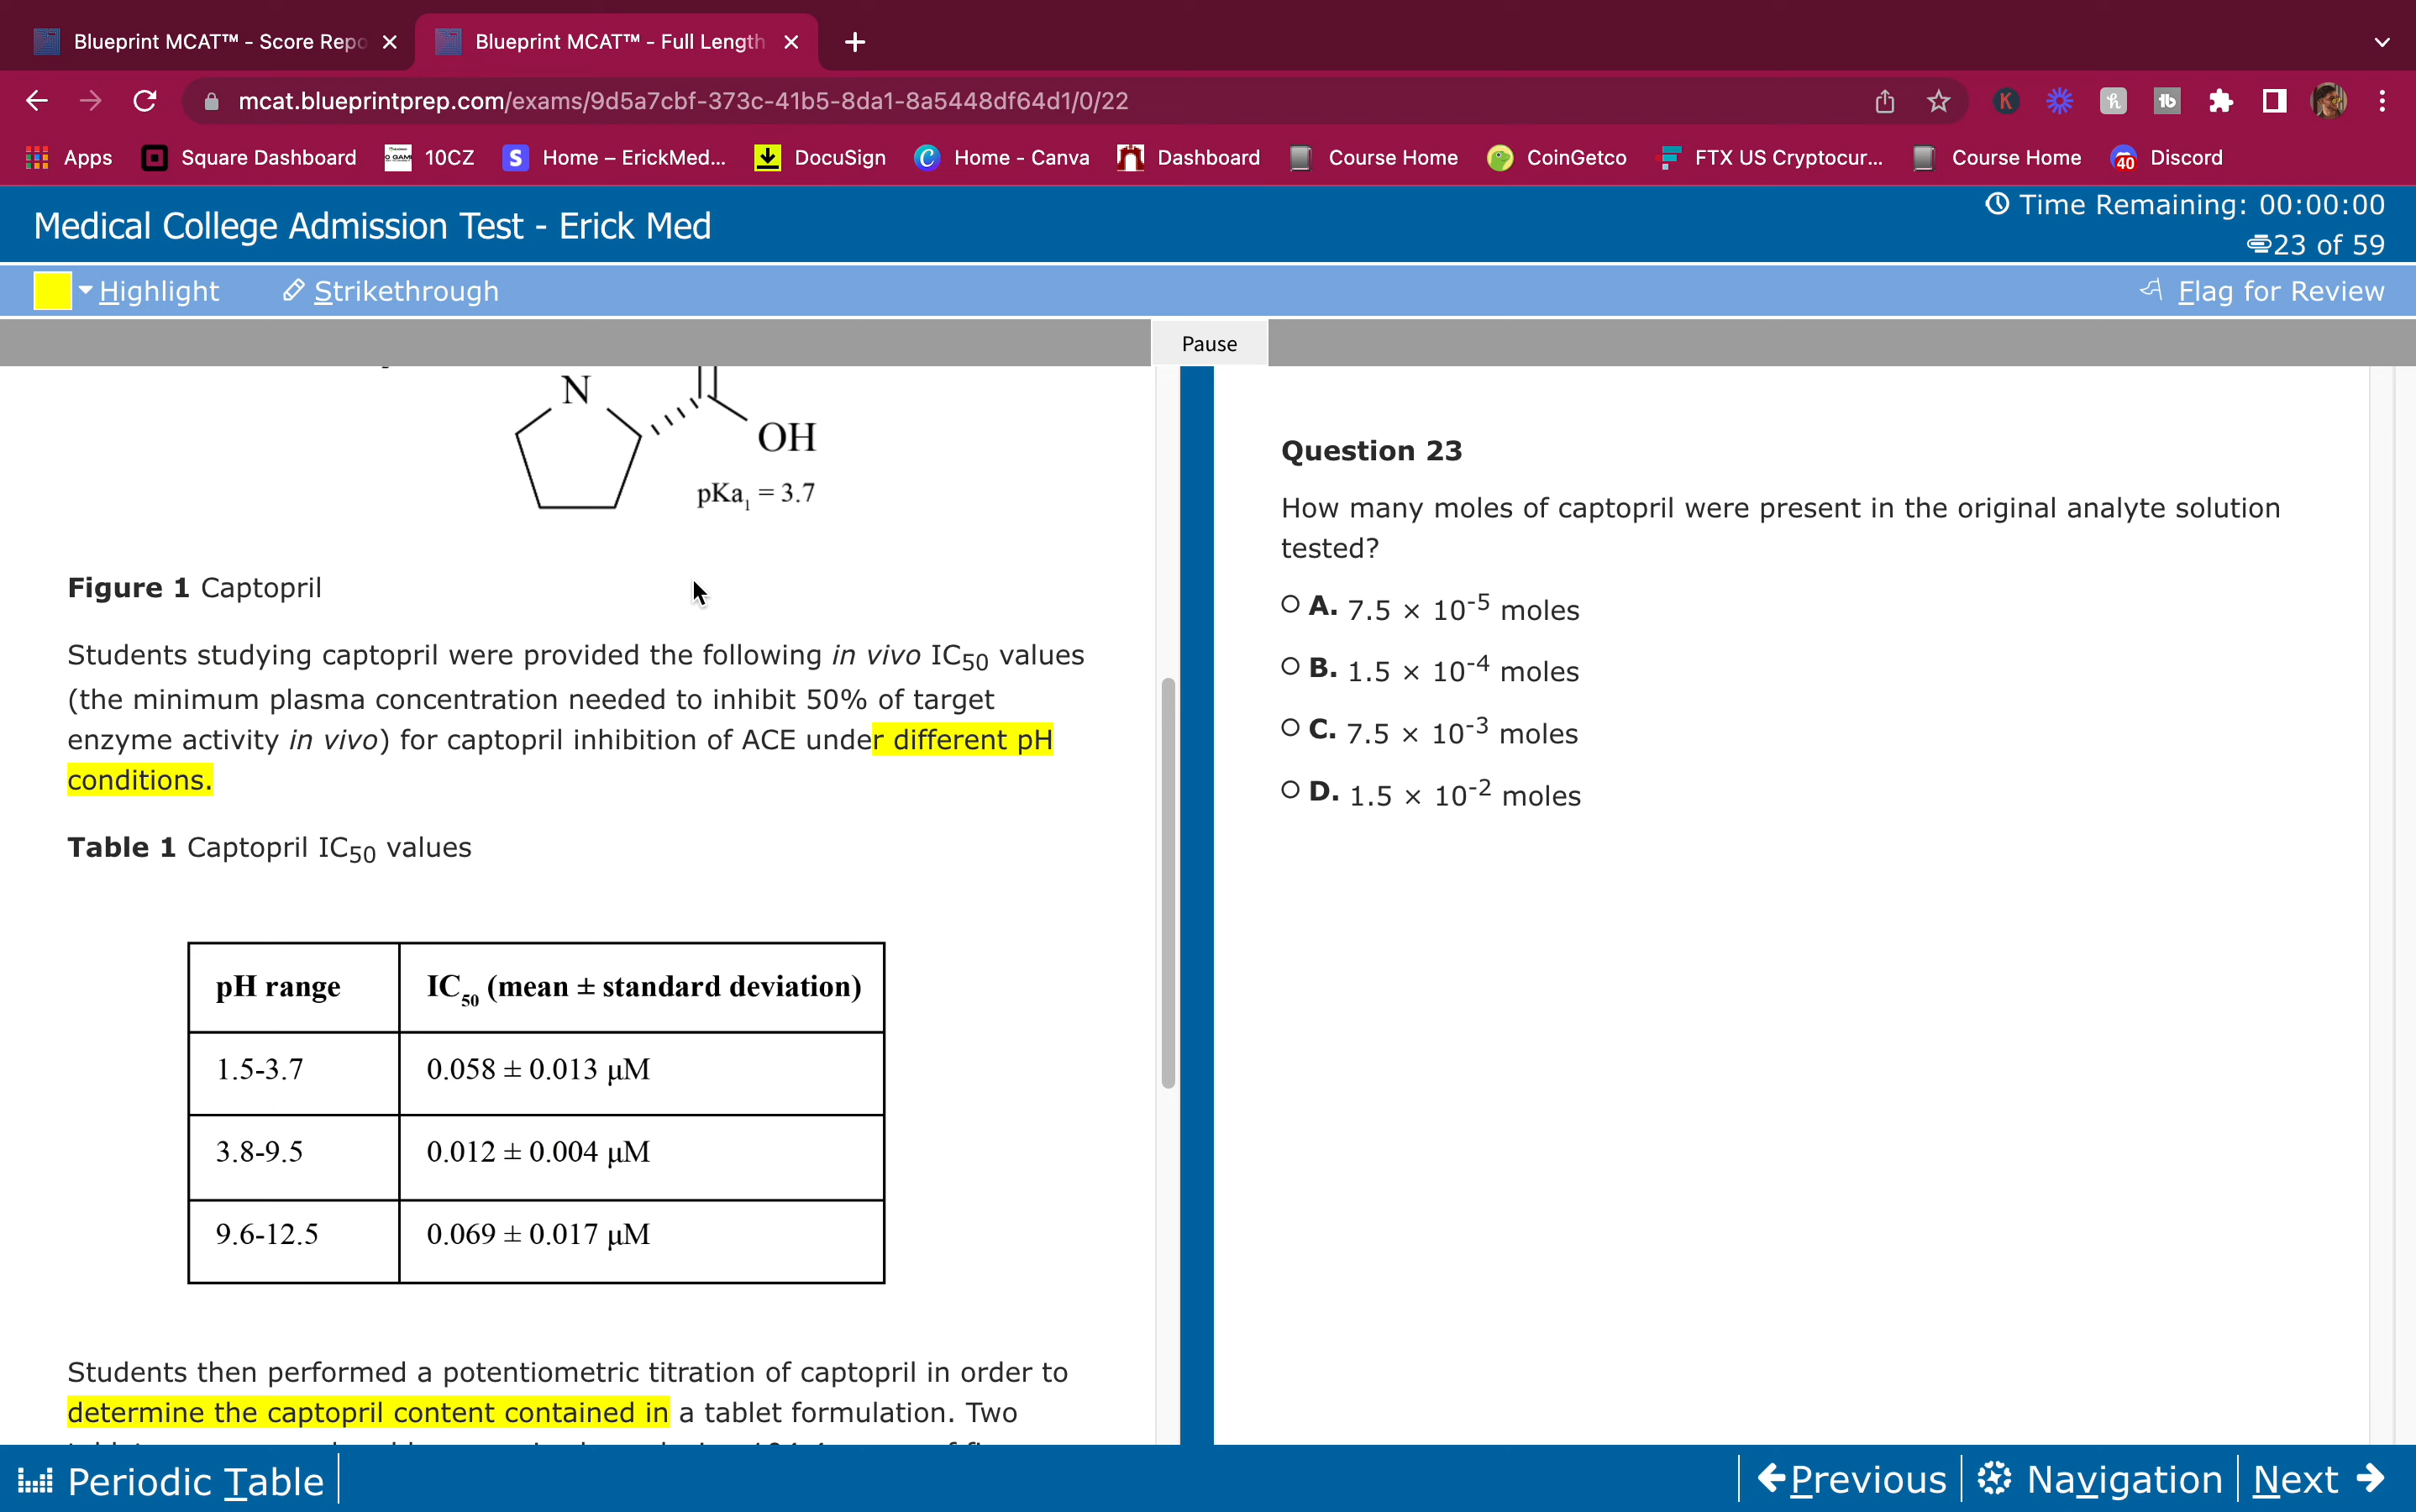 Blueprint MCAT™ - Score Repo
Blueprint MCAT™ - Full Length
mcat.blueprintprep.com/exams/9d5a7cbf-373c-41b5-8da1-8a5448df64d1/0/22
Apps
Square Dashboard
10CZ
Home – ErickMed...
DocuSign
Home - Canva
Dashboard
Course Home
CoinGetco
FTX US Cryptocur...
Course Home
40
Discord
Medical College Admission Test - Erick Med
Time Remaining: 00:00:00
23 of 59
Highlight
Strikethrough
Flag for Review
Pause
N
OH
pKa₁ = 3.7
Figure 1 Captopril
Students studying captopril were provided the following in vivo IC₅₀ values
(the minimum plasma concentration needed to inhibit 50% of target
enzyme activity in vivo) for captopril inhibition of ACE under different pH
conditions.
Table 1 Captopril IC₅₀ values
pH range IC₅₀ (mean ± standard deviation)
1.5-3.7 0.058 ± 0.013 μM
3.8-9.5 0.012 ± 0.004 μM
9.6-12.5 0.069 ± 0.017 μM
Students then performed a potentiometric titration of captopril in order to
determine the captopril content contained in a tablet formulation. Two
Question 23
How many moles of captopril were present in the original analyte solution
tested?
A. 7.5 × 10⁻⁵ moles
B. 1.5 × 10⁻⁴ moles
C. 7.5 × 10⁻³ moles
D. 1.5 × 10⁻² moles
Periodic Table
Previous
Navigation
Next